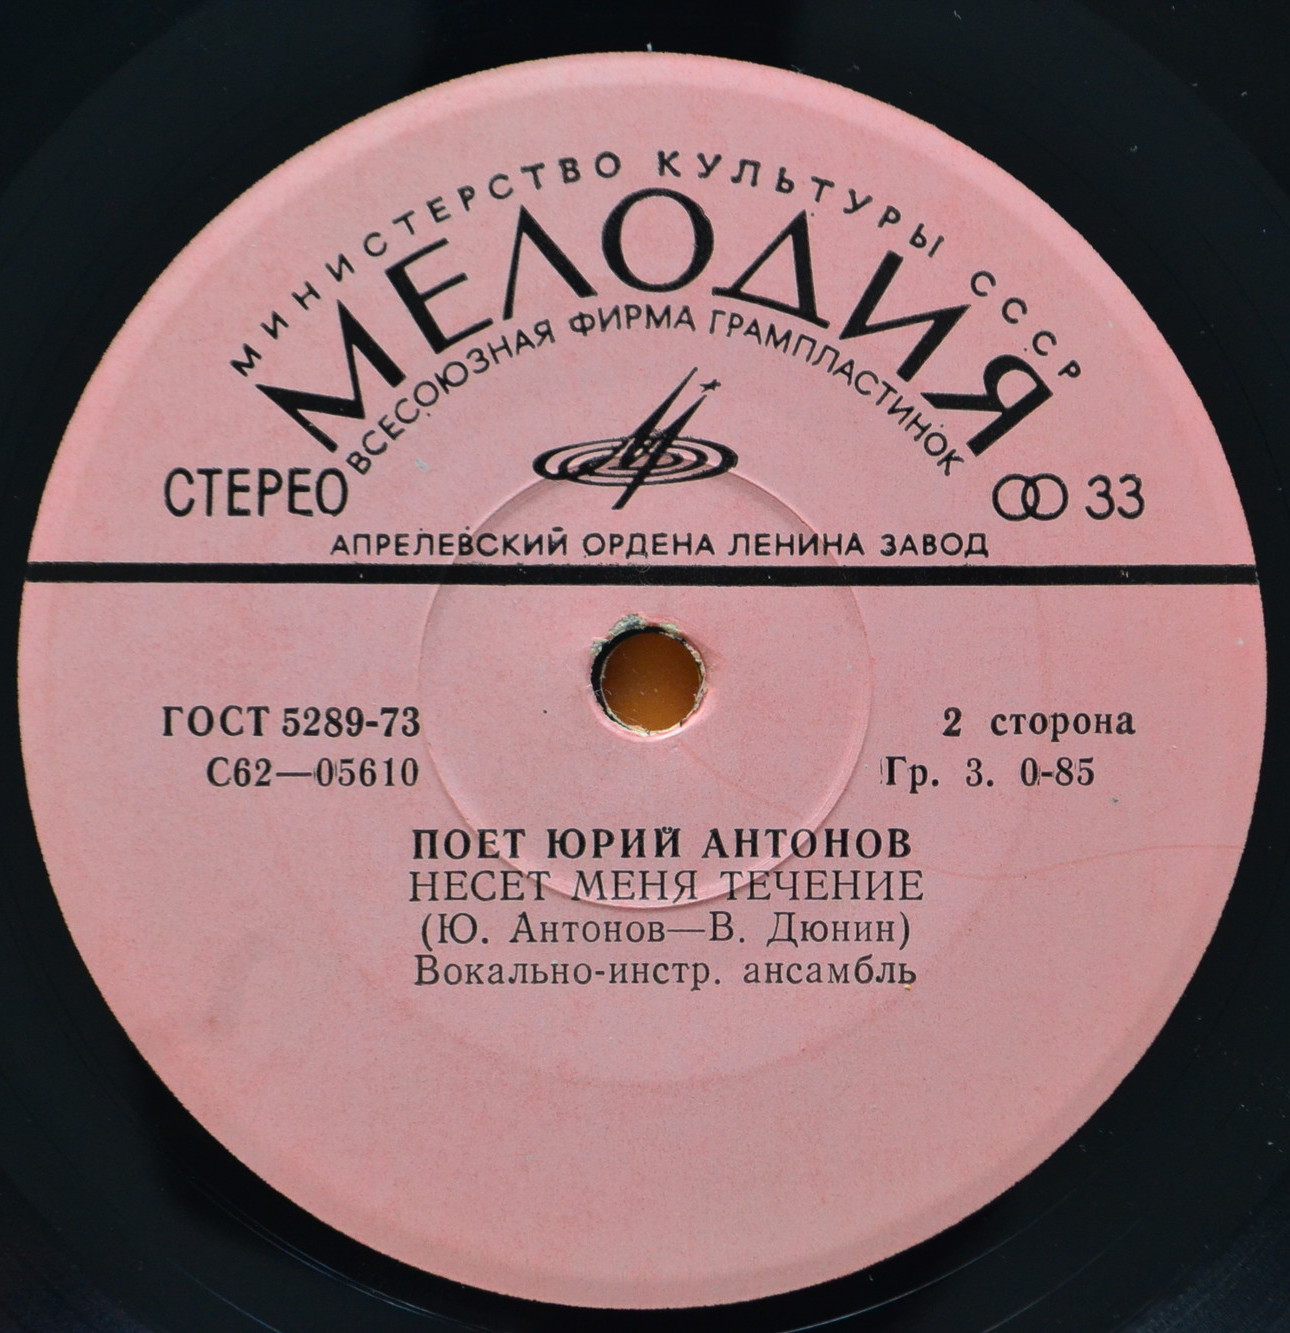 МИНИСТЕРСТВО КУЛЬТУРЫ СССР
МЕЛОДИЯ
ВСЕСОЮЗНАЯ ФИРМА ГРАМПЛАСТИНОК
СТЕРЕО 33
АПРЕЛЕВСКИЙ ОРДЕНА ЛЕНИНА ЗАВОД
ГОСТ 5289-73 2 сторона
С62—05610 Гр. 3. 0-85
ПОЕТ ЮРИЙ АНТОНОВ
НЕСЕТ МЕНЯ ТЕЧЕНИЕ
(Ю. Антонов—В. Дюнин)
Вокально-инстр. ансамбль